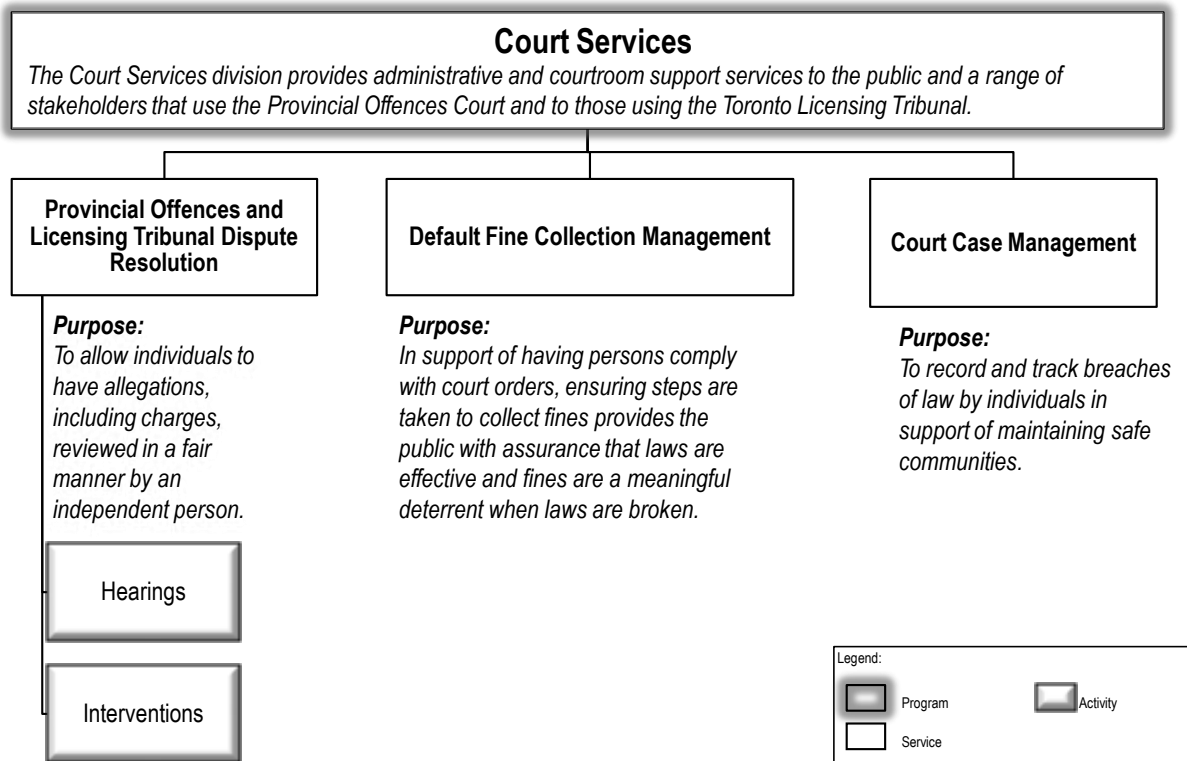 Court Services
The Court Services division provides administrative and courtroom support services to the public and a range of
stakeholders that use the Provincial Offences Court and to those using the Toronto Licensing Tribunal.
Provincial Offences and
Licensing Tribunal Dispute
Resolution
Purpose:
To allow individuals to
have allegations,
including charges,
reviewed in a fair
manner by an
independent person.
Hearings
Interventions
Default Fine Collection Management
Purpose:
In support of having persons comply
with court orders, ensuring steps are
taken to collect fines provides the
public with assurance that laws are
effective and fines are a meaningful
deterrent when laws are broken.
Court Case Management
Purpose:
To record and track breaches
of law by individuals in
support of maintaining safe
communities.
Legend:
Program
Activity
Service